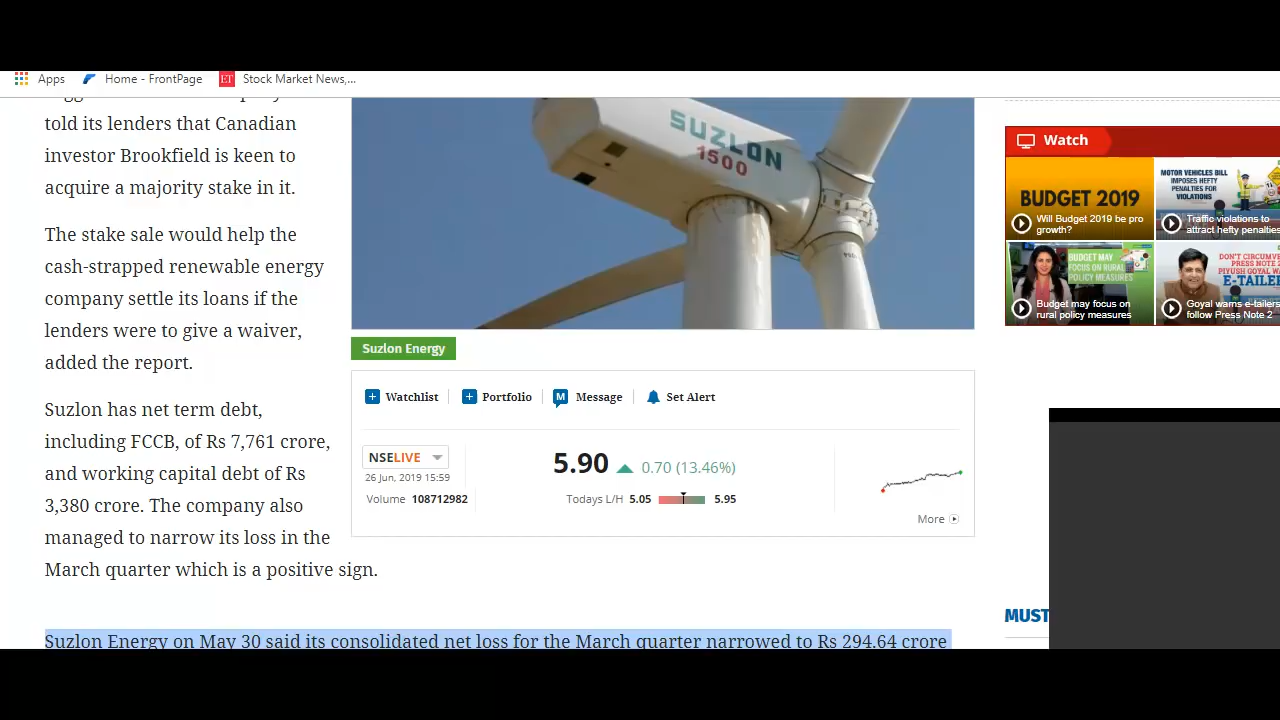 Apps
Home - FrontPage
ET
Stock Market News,...
told its lenders that Canadian
investor Brookfield is keen to
acquire a majority stake in it.
The stake sale would help the
cash-strapped renewable energy
company settle its loans if the
lenders were to give a waiver,
added the report.
Suzlon has net term debt,
including FCCB, of Rs 7,761 crore,
and working capital debt of Rs
3,380 crore. The company also
managed to narrow its loss in the
March quarter which is a positive sign.
Suzlon Energy on May 30 said its consolidated net loss for the March quarter narrowed to Rs 294.64 crore
SUZLON
1500
Suzlon Energy
Watchlist
Portfolio
M Message
Set Alert
NSELIVE
26 Jun, 2019 15:59
Volume 108712982
5.90 0.70 (13.46%)
Todays L/H 5.05 5.95
More
Watch
BUDGET 2019
Will Budget 2019 be pro
growth?
MOTOR VEHICLES BILL
IMPOSES HEFTY
PENALTIES FOR
VIOLATIONS
Traffic violations to
attract hefty penalties
BUDGET MAY
FOCUS ON RURAL
POLICY MEASURES
Budget may focus on
rural policy measures
DON'T CIRCUMVE
PRESS NOTE 2
PIYUSH GOYAL WA
E-TAILER
Goyal warns e-tailers
follow Press Note 2
MUST